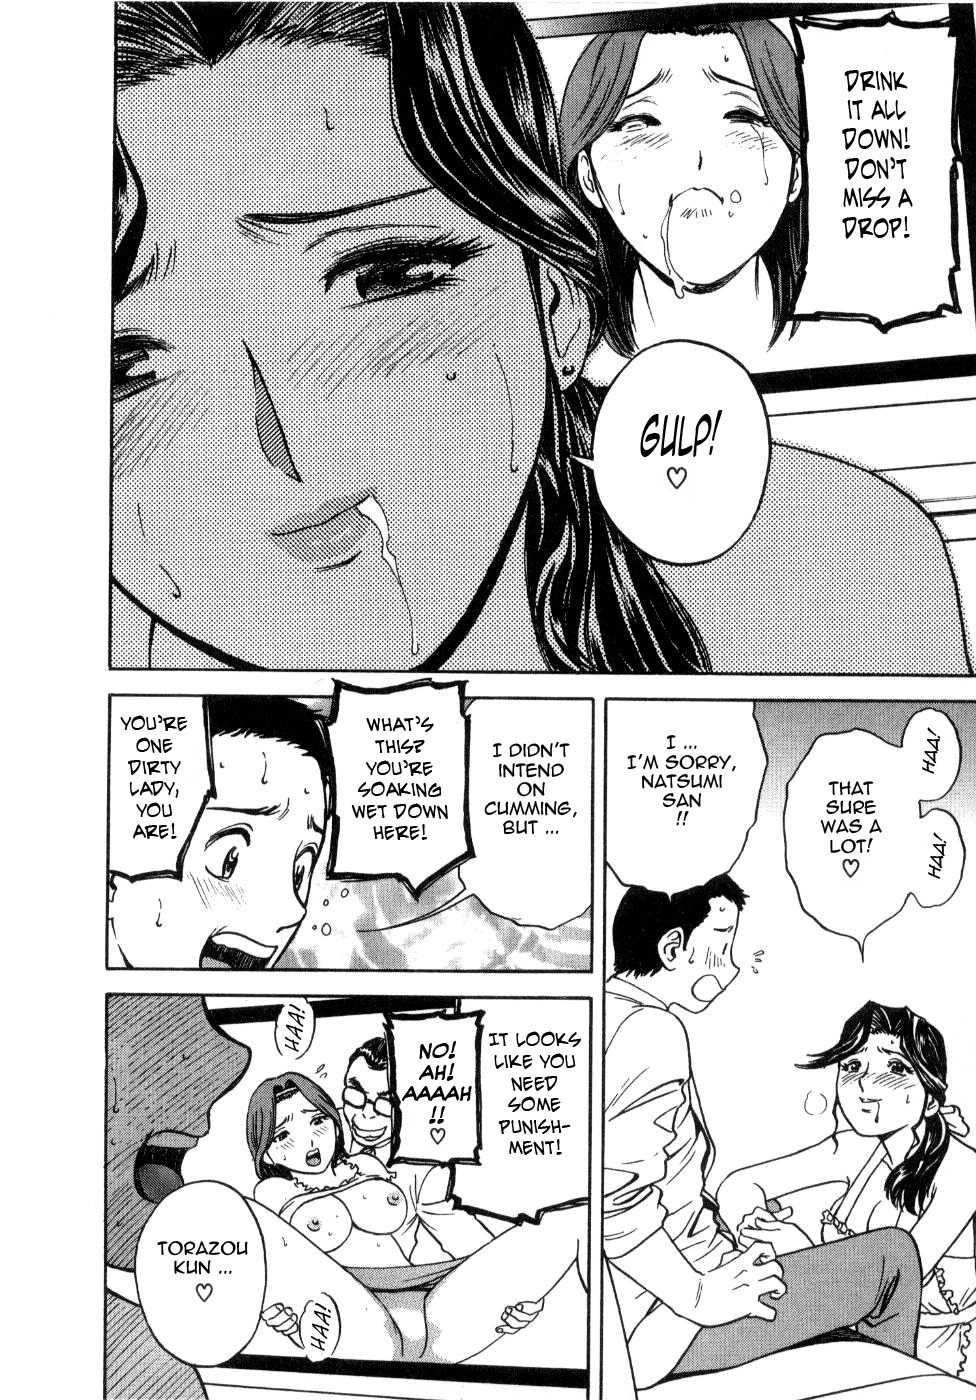 DRINK
IT ALL
DOWN!
DON'T
MISS A
DROP!
GULP!
♡
HAA!
HAA!
THAT
SURE
WAS A
LOT!
♡
I ...
I'M SORRY,
NATSUMI
SAN
!!
I DIDN'T
INTEND
ON
CUMMING,
BUT ...
WHAT'S
THIS?
YOU'RE
SOAKING
WET DOWN
HERE!
YOU'RE
ONE
DIRTY
LADY,
YOU
ARE!
IT LOOKS
LIKE YOU
NEED
SOME
PUNISH-
MENT!
NO!
AH!
AAAAH
!!
♡
HAA!
HAA!
TORAZOU
KUN ...
♡